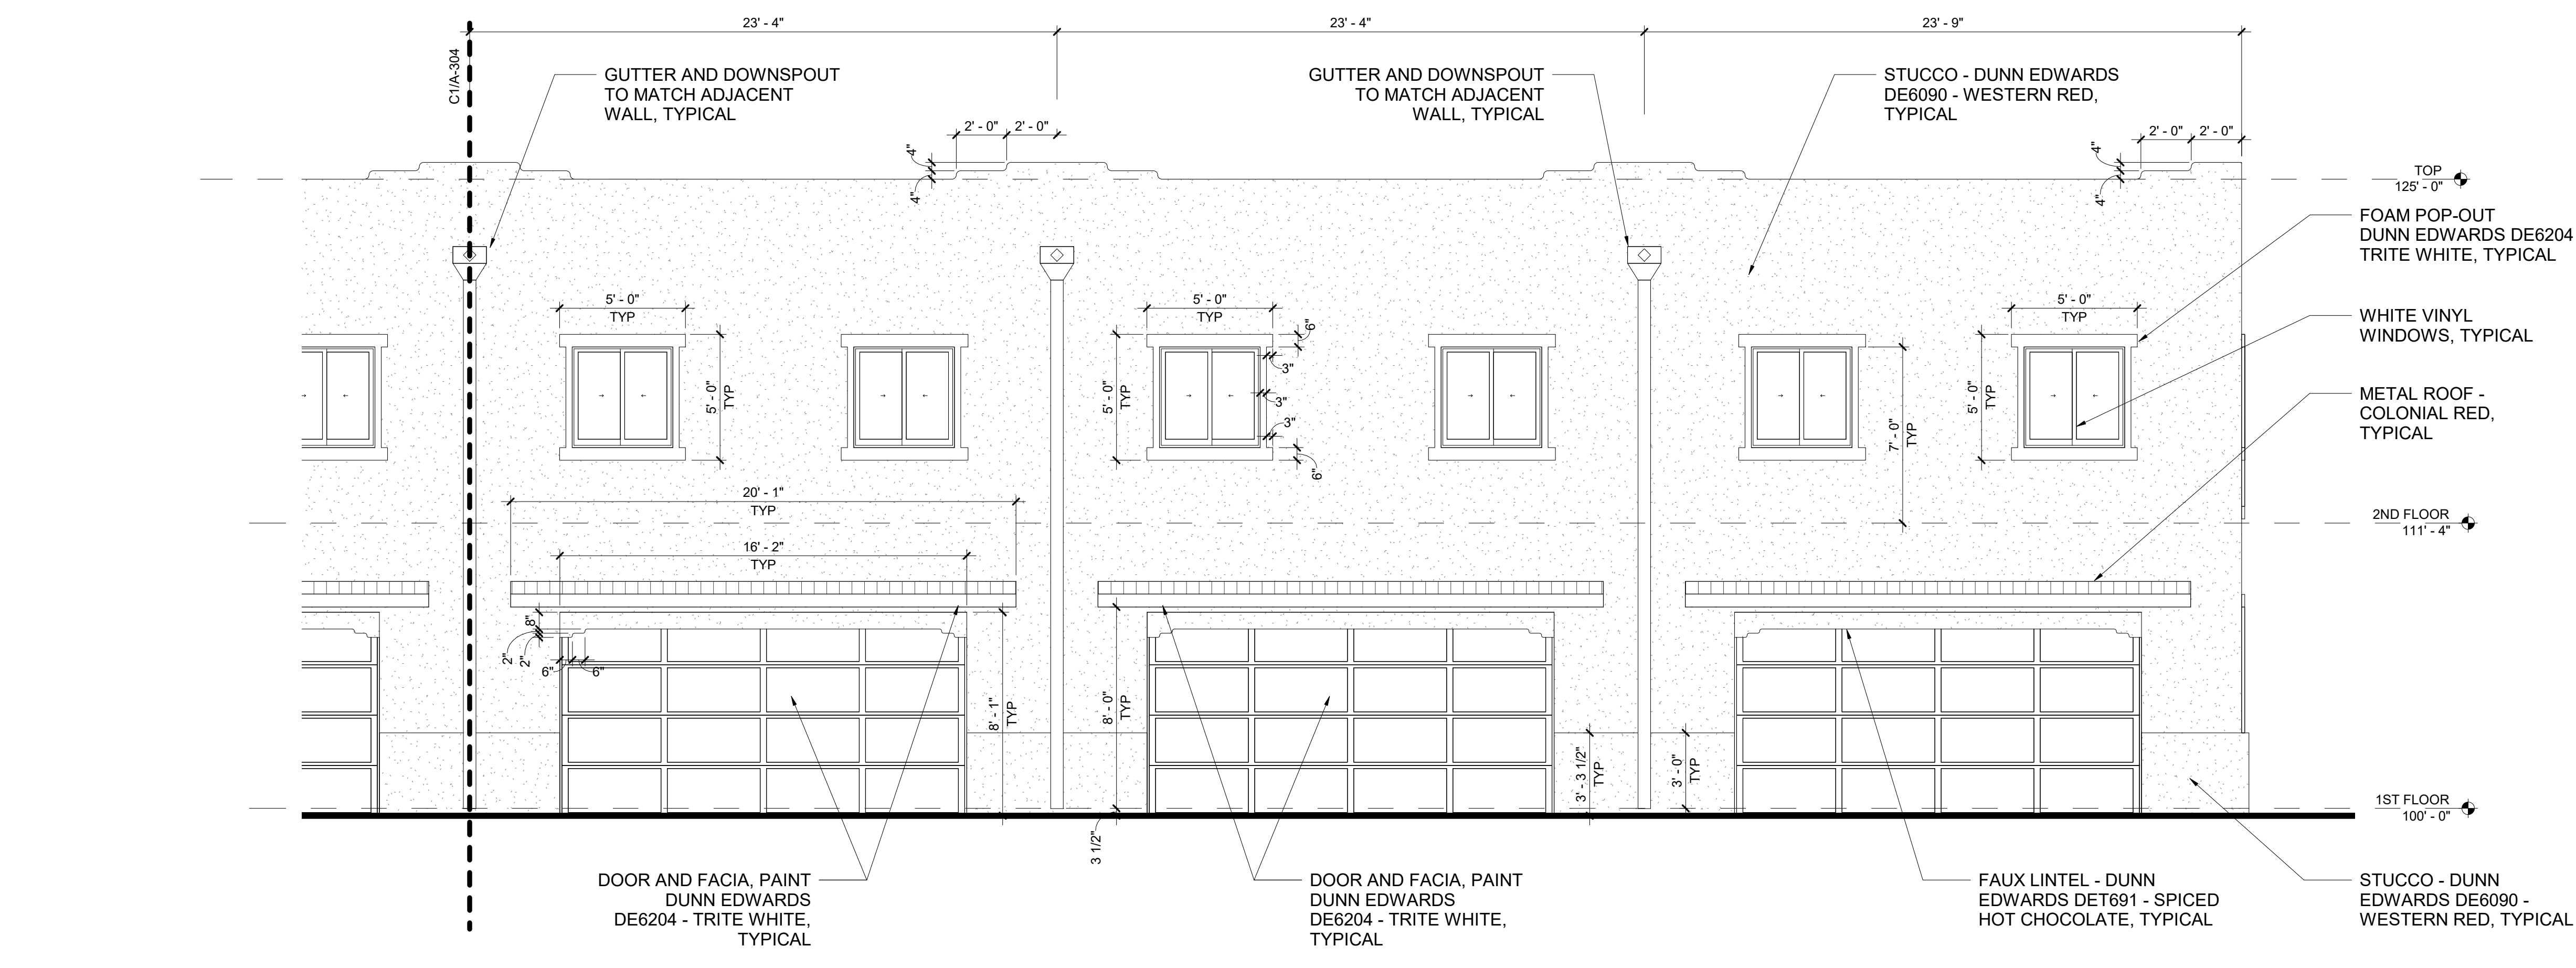 23' - 4"
23' - 4"
23' - 9"
C1/A-304
GUTTER AND DOWNSPOUT
TO MATCH ADJACENT
WALL, TYPICAL
GUTTER AND DOWNSPOUT
TO MATCH ADJACENT
WALL, TYPICAL
STUCCO - DUNN EDWARDS
DE6090 - WESTERN RED,
TYPICAL
2' - 0"
2' - 0"
4"
4"
2' - 0"
2' - 0"
4"
4"
TOP
125' - 0"
FOAM POP-OUT
DUNN EDWARDS DE6204
TRITE WHITE, TYPICAL
WHITE VINYL
WINDOWS, TYPICAL
METAL ROOF -
COLONIAL RED,
TYPICAL
5' - 0"
TYP
5' - 0"
TYP
5' - 0"
TYP
5' - 0"
TYP
6"
3"
3"
3"
6"
7' - 0"
TYP
5' - 0"
TYP
5' - 0"
TYP
20' - 1"
TYP
2ND FLOOR
111' - 4"
16' - 2"
TYP
8"
2"
2"
6"
6"
8' - 1"
TYP
8' - 0"
TYP
3 1/2"
3' - 3 1/2"
TYP
3' - 0"
TYP
1ST FLOOR
100' - 0"
DOOR AND FACIA, PAINT
DUNN EDWARDS
DE6204 - TRITE WHITE,
TYPICAL
DOOR AND FACIA, PAINT
DUNN EDWARDS
DE6204 - TRITE WHITE,
TYPICAL
FAUX LINTEL - DUNN
EDWARDS DET691 - SPICED
HOT CHOCOLATE, TYPICAL
STUCCO - DUNN
EDWARDS DE6090 -
WESTERN RED, TYPICAL